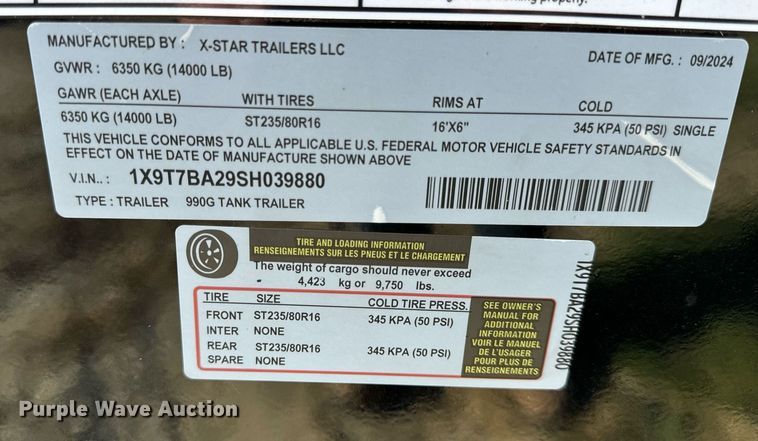 working properly.
MANUFACTURED BY : X-STAR TRAILERS LLC
DATE OF MFG. : 09/2024
GVWR : 6350 KG (14000 LB)
GAWR (EACH AXLE) WITH TIRES RIMS AT COLD
6350 KG (14000 LB) ST235/80R16 16'X6" 345 KPA (50 PSI) SINGLE
THIS VEHICLE CONFORMS TO ALL APPLICABLE U.S. FEDERAL MOTOR VEHICLE SAFETY STANDARDS IN
EFFECT ON THE DATE OF MANUFACTURE SHOWN ABOVE
V.I.N.. : 1X9T7BA29SH039880
TYPE : TRAILER 990G TANK TRAILER
TIRE AND LOADING INFORMATION
RENSEIGNEMENTS SUR LES PNEUS ET LE CHARGEMENT
The weight of cargo should never exceed
- 4,423 kg or 9,750 lbs.
TIRE SIZE COLD TIRE PRESS.
FRONT ST235/80R16 345 KPA (50 PSI)
INTER NONE
REAR ST235/80R16 345 KPA (50 PSI)
SPARE NONE
SEE OWNER'S
MANUAL FOR
ADDITIONAL
INFORMATION
VOIR LE MANUEL
DE L'USAGER
POUR PLUS DE
RENSEIGNEMENTS
1X9T7BA29SH039880
Purple Wave Auction